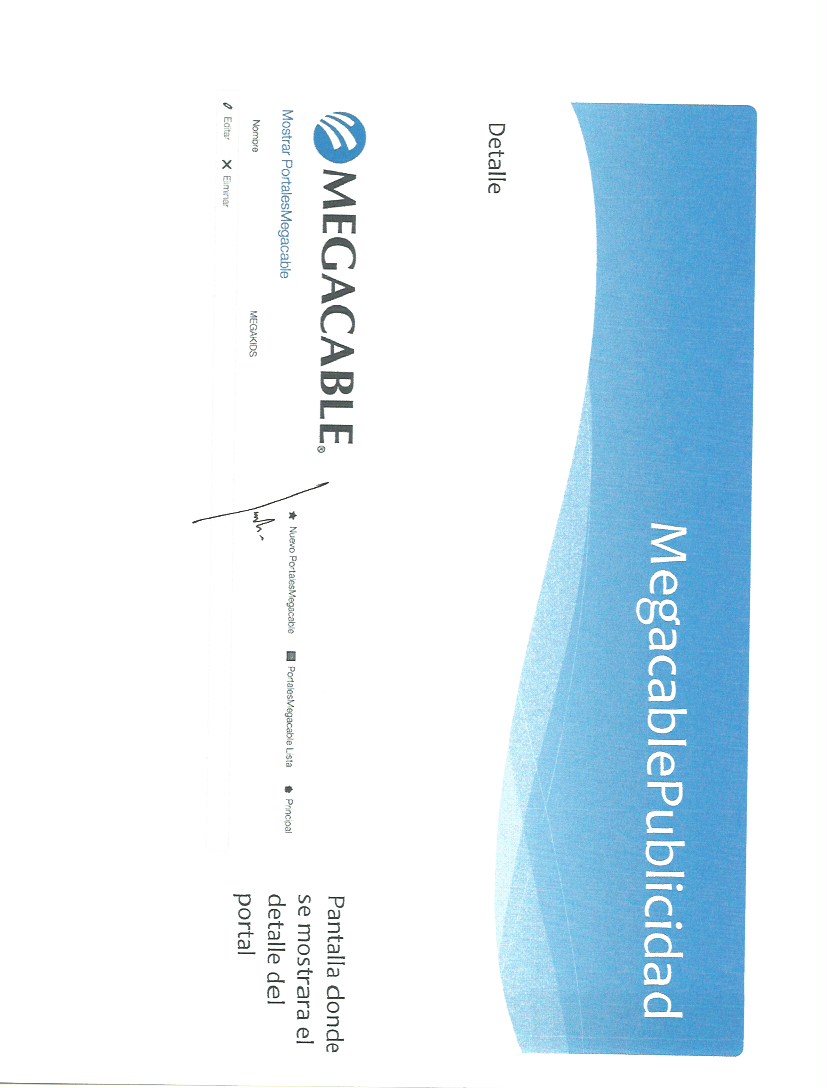 MegacablePublicidad
Detalle
MEGACABLE®
Mostrar PortalesMegacable
Nuevo PortalesMegacable
PortalesMegacable Lista
Principal
Nombre
MEGAKIDS
Editar
Eliminar
Pantalla donde
se mostrara el
detalle del
portal